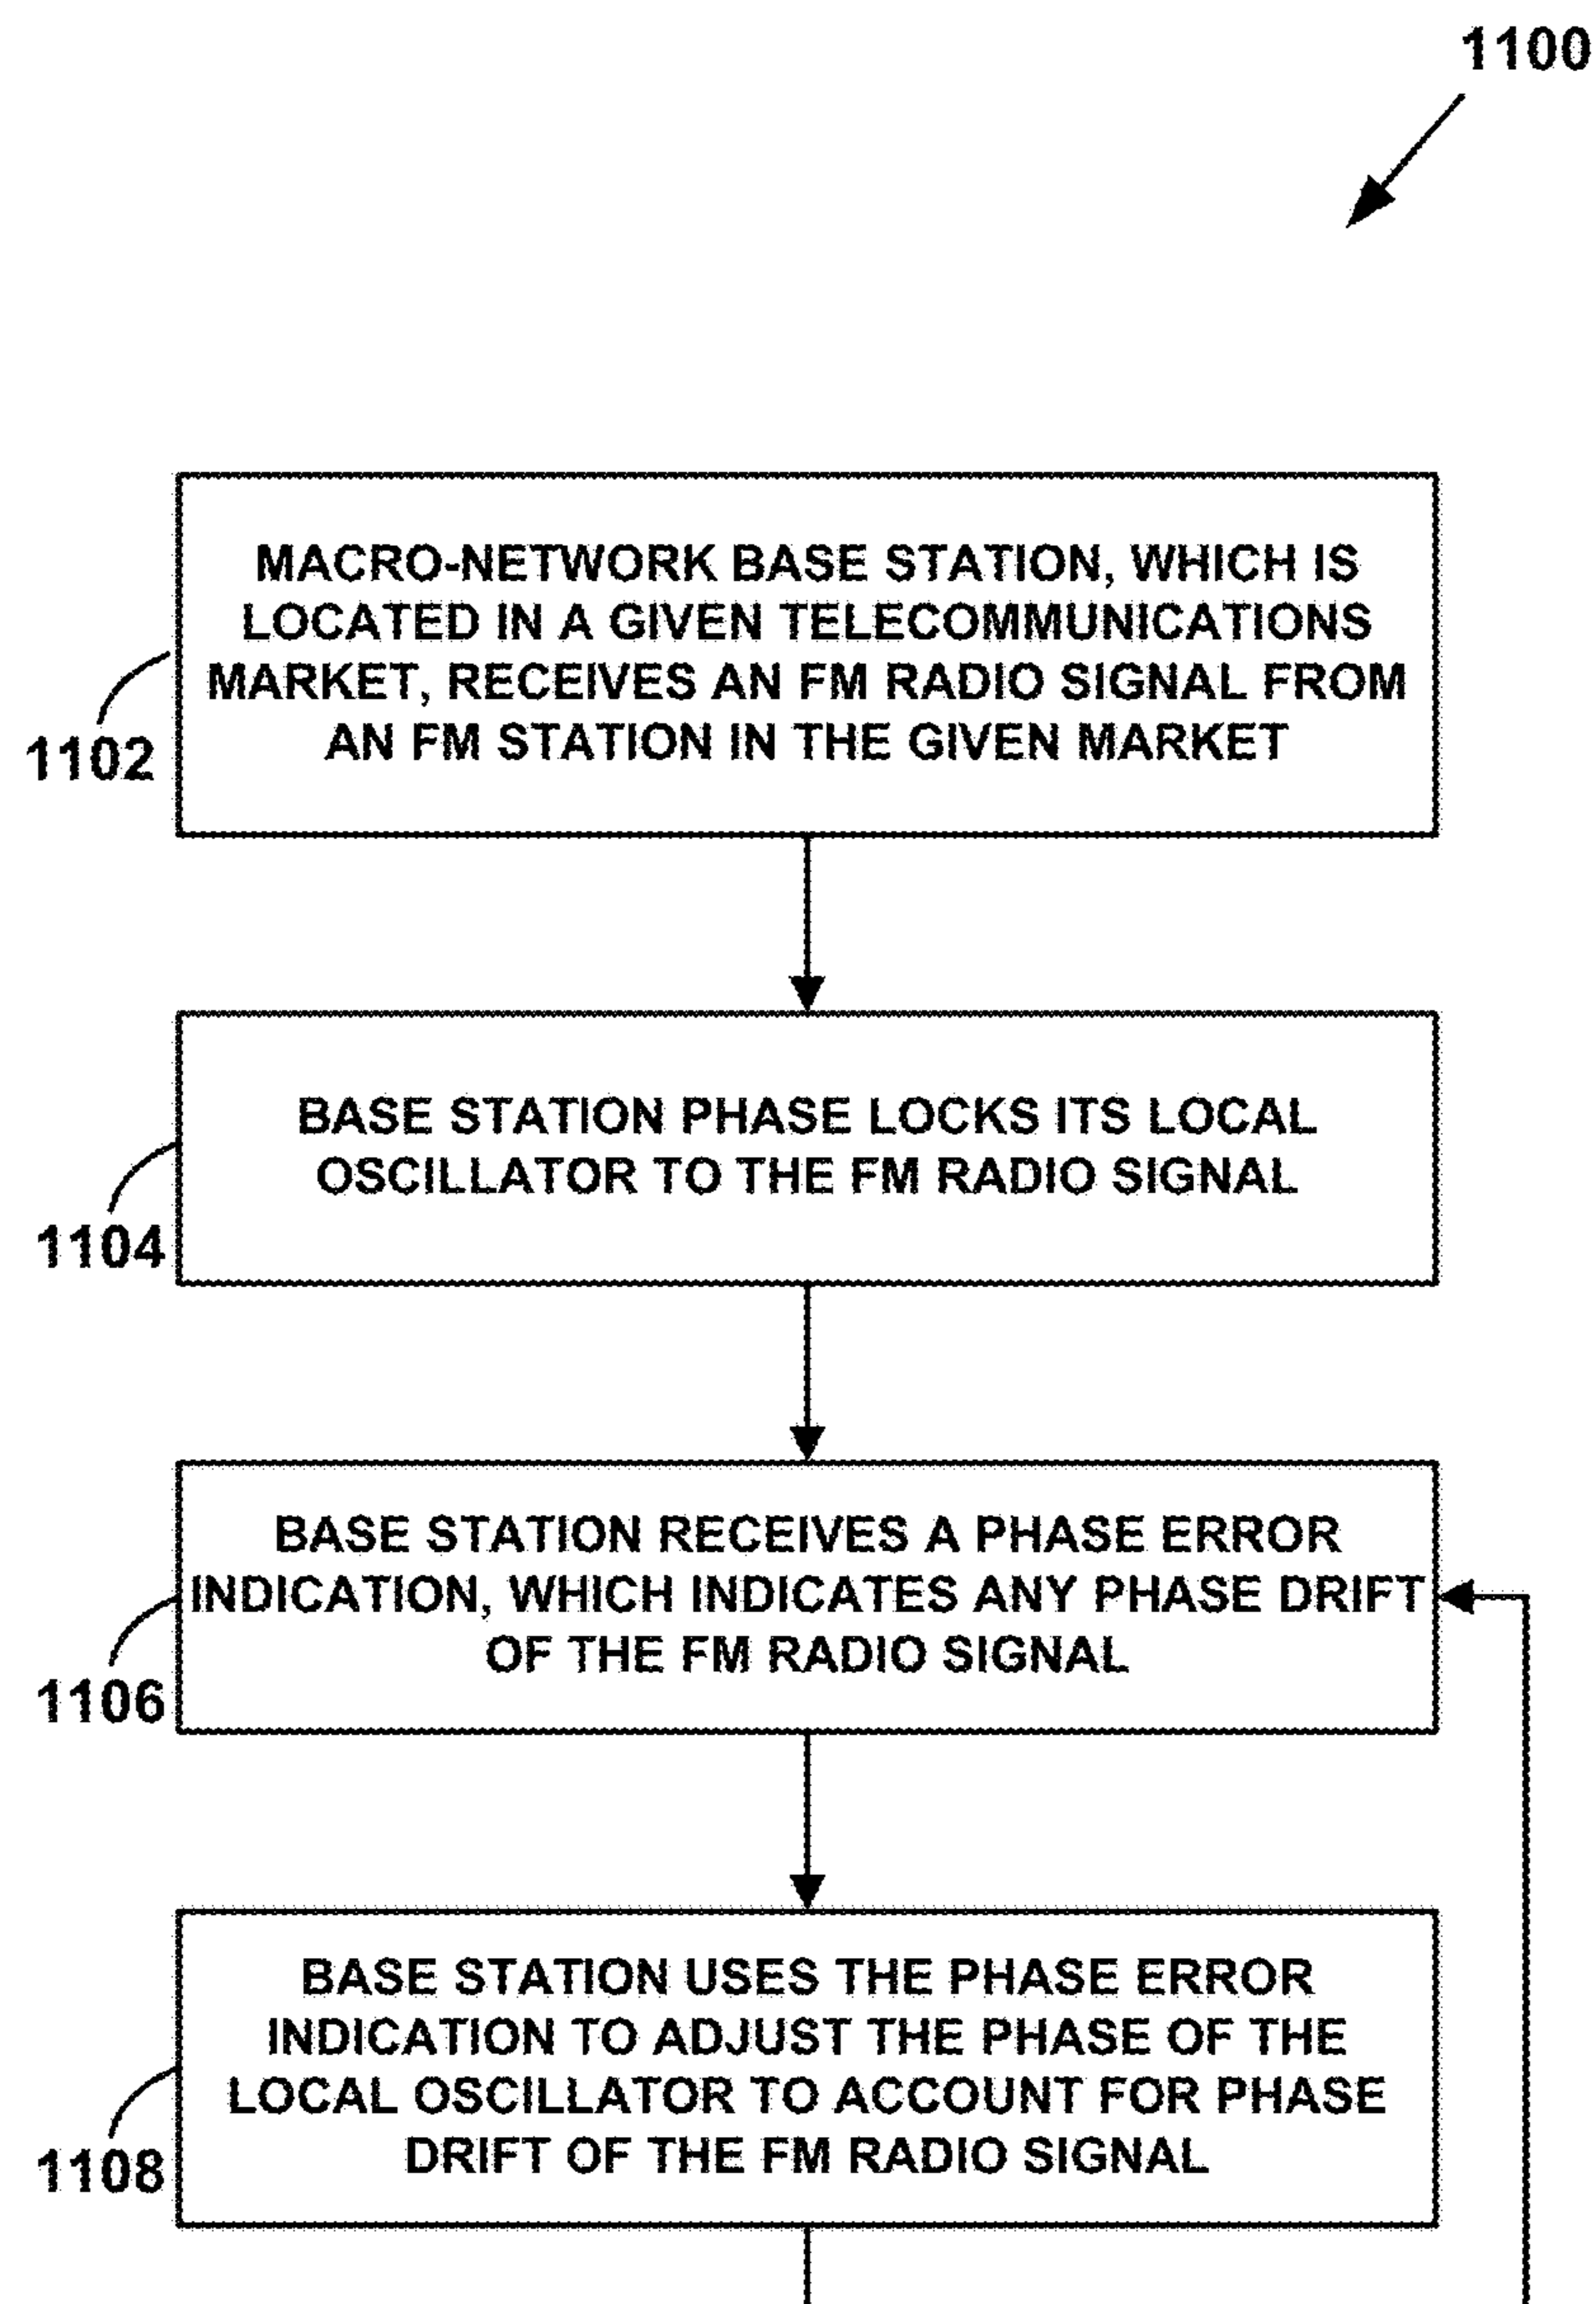 1100
MACRO-NETWORK BASE STATION, WHICH IS
LOCATED IN A GIVEN TELECOMMUNICATIONS
MARKET, RECEIVES AN FM RADIO SIGNAL FROM
AN FM STATION IN THE GIVEN MARKET
1102
BASE STATION PHASE LOCKS ITS LOCAL
OSCILLATOR TO THE FM RADIO SIGNAL
1104
BASE STATION RECEIVES A PHASE ERROR
INDICATION, WHICH INDICATES ANY PHASE DRIFT
OF THE FM RADIO SIGNAL
1106
BASE STATION USES THE PHASE ERROR
INDICATION TO ADJUST THE PHASE OF THE
LOCAL OSCILLATOR TO ACCOUNT FOR PHASE
DRIFT OF THE FM RADIO SIGNAL
1108